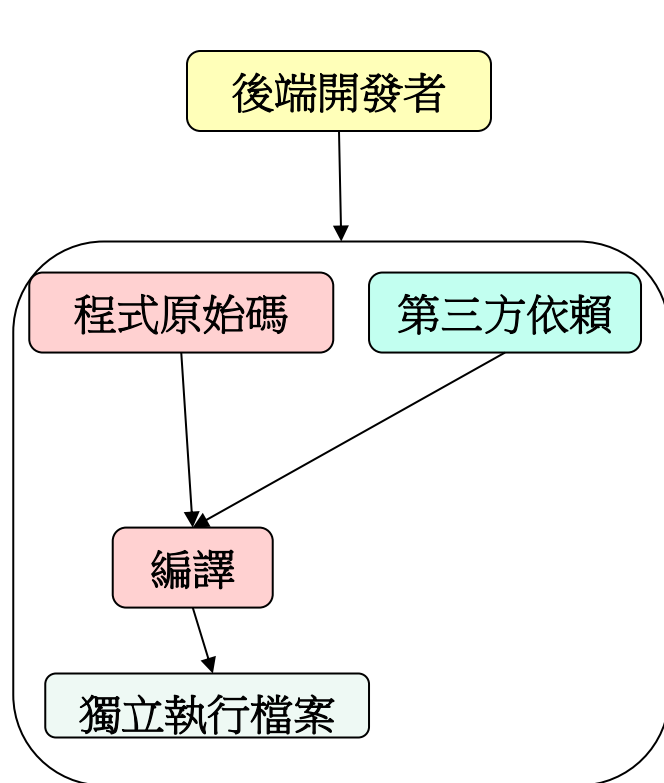 後端開發者
程式原始碼
第三方依賴
編譯
獨立執行檔案